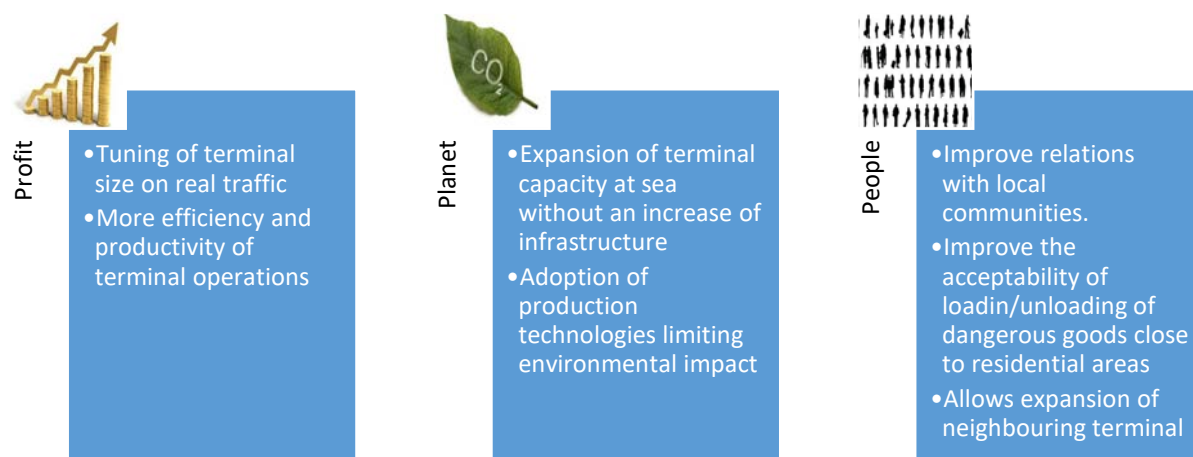 CO₂
Profit
•Tuning of terminal
size on real traffic
•More efficiency and
productivity of
terminal operations
Planet
•Expansion of terminal
capacity at sea
without an increase of
infrastructure
•Adoption of
production
technologies limiting
environmental impact
People
•Improve relations
with local
communities.
•Improve the
acceptability of
loadin/unloading of
dangerous goods close
to residential areas
•Allows expansion of
neighbouring terminal